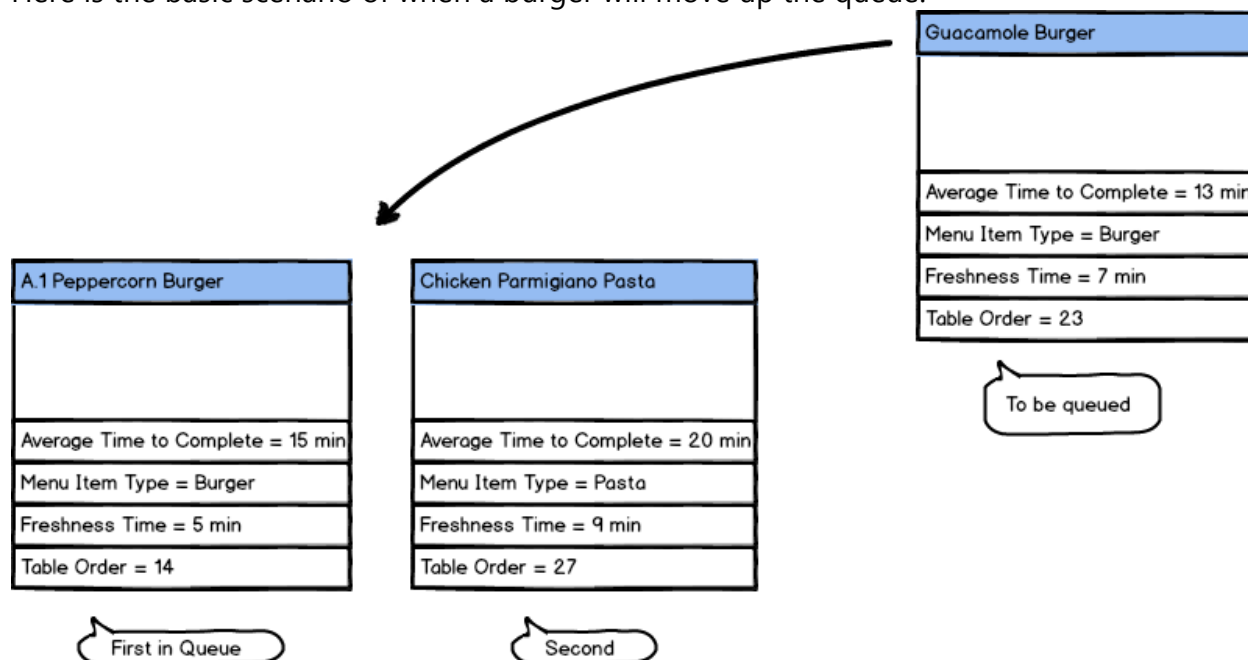 Here is the basic scenario of when a burger will move up the queue.
Guacamole Burger
Average Time to Complete = 13 min
Menu Item Type = Burger
Freshness Time = 7 min
Table Order = 23
To be queued
A.1 Peppercorn Burger
Average Time to Complete = 15 min
Menu Item Type = Burger
Freshness Time = 5 min
Table Order = 14
First in Queue
Chicken Parmigiano Pasta
Average Time to Complete = 20 min
Menu Item Type = Pasta
Freshness Time = 9 min
Table Order = 27
Second